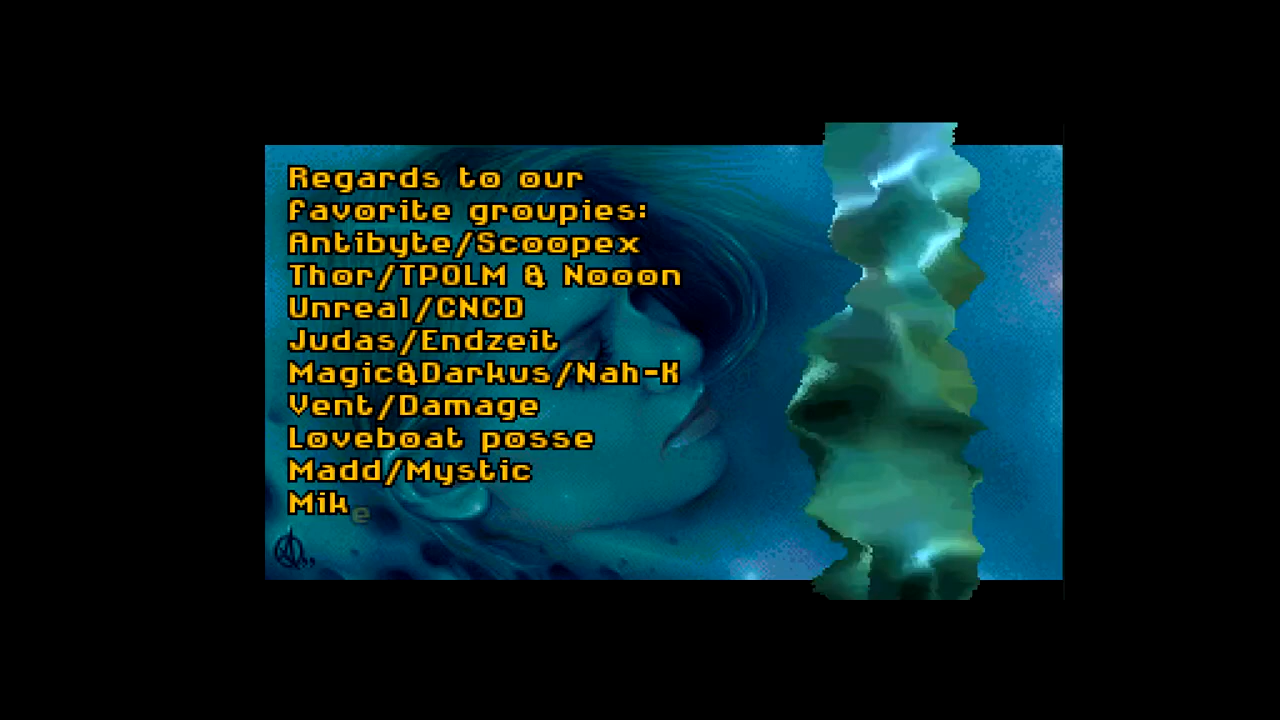 Regards to our
favorite groupies:
Antibyte/Scoopex
Thor/TPOLM & Nooon
Unreal/CNCD
Judas/Endzeit
Magic&Darkus/Nah-K
Vent/Damage
Loveboat posse
Madd/Mystic
Mike